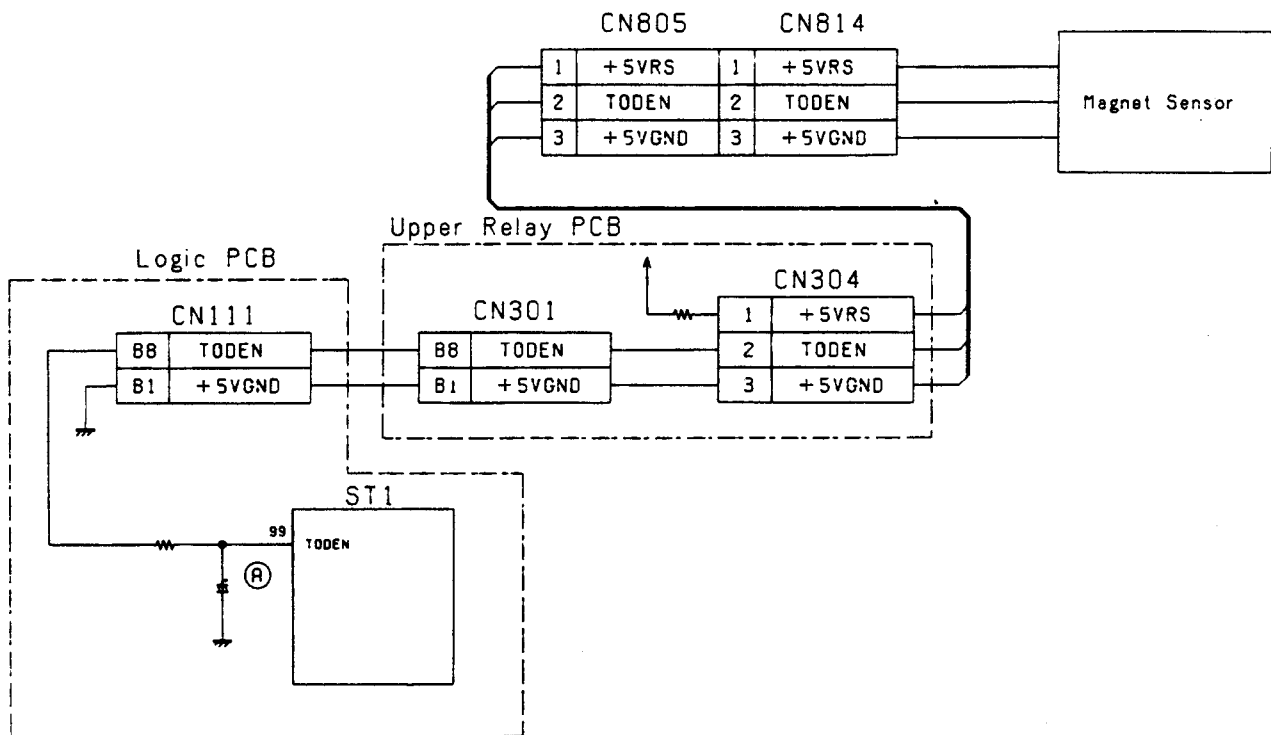 CN805 CN814
1 +5VRS 1 +5VRS
2 TODEN 2 TODEN
3 +5VGND 3 +5VGND
Magnet Sensor
Upper Relay PCB
Logic PCB
CN304
1 +5VRS
2 TODEN
3 +5VGND
CN301
B8 TODEN
B1 +5VGND
CN111
B8 TODEN
B1 +5VGND
ST1
99 TODEN
A